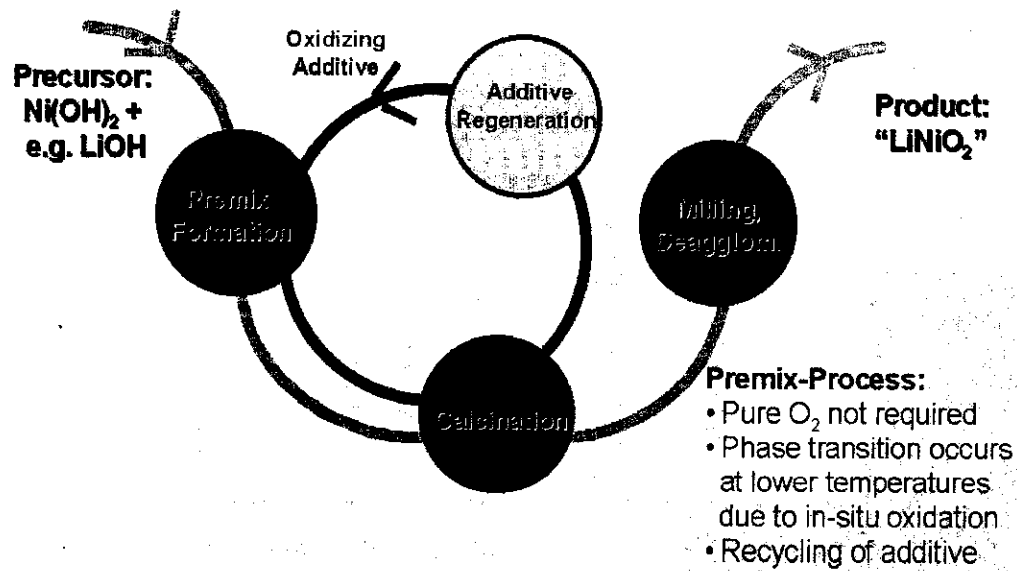 Precursor:
Ni(OH)₂ +
e.g. LiOH
Oxidizing
Additive
Additive
Regeneration
Product:
“LiNiO₂”
Premix
Formation
Milling,
Deagglom.
Calcination
Premix-Process:
• Pure O₂ not required
• Phase transition occurs
at lower temperatures
due to in-situ oxidation
• Recycling of additive